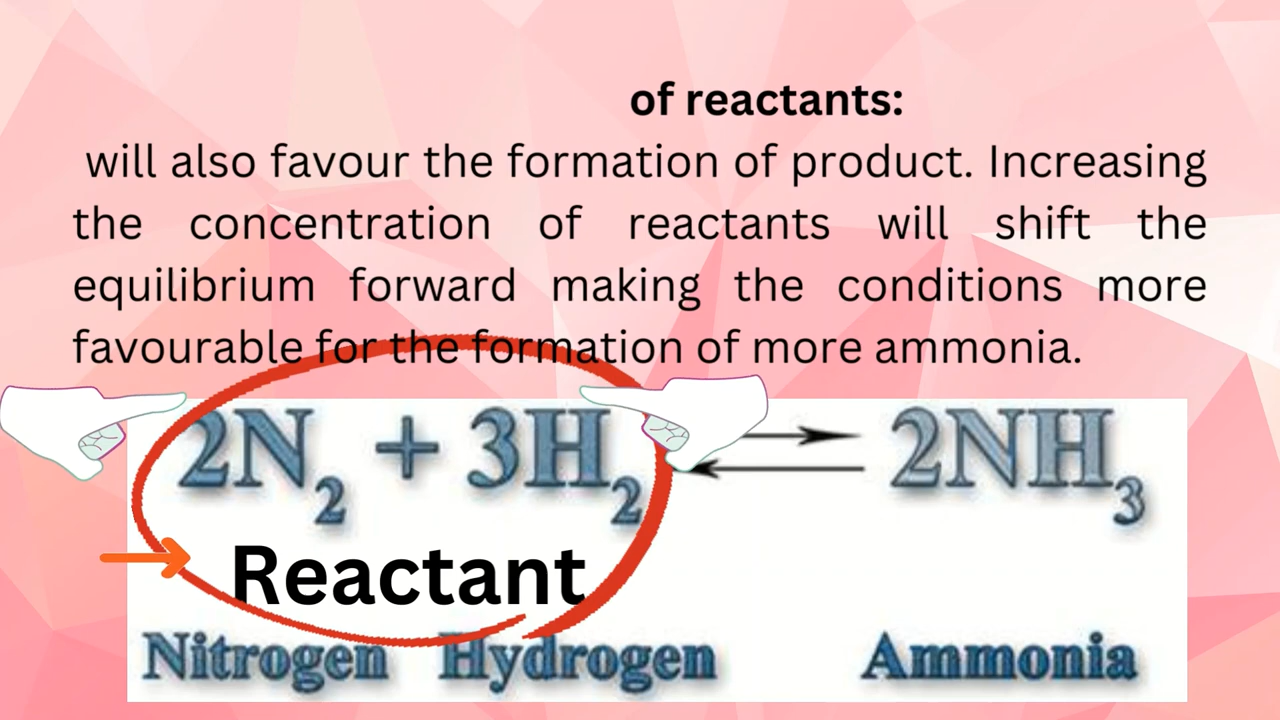 of reactants:
will also favour the formation of product. Increasing
the concentration of reactants will shift the
equilibrium forward making the conditions more
favourable for the formation of more ammonia.
2N₂ + 3H₂ ⇌ 2NH₃
Reactant
Nitrogen Hydrogen Ammonia